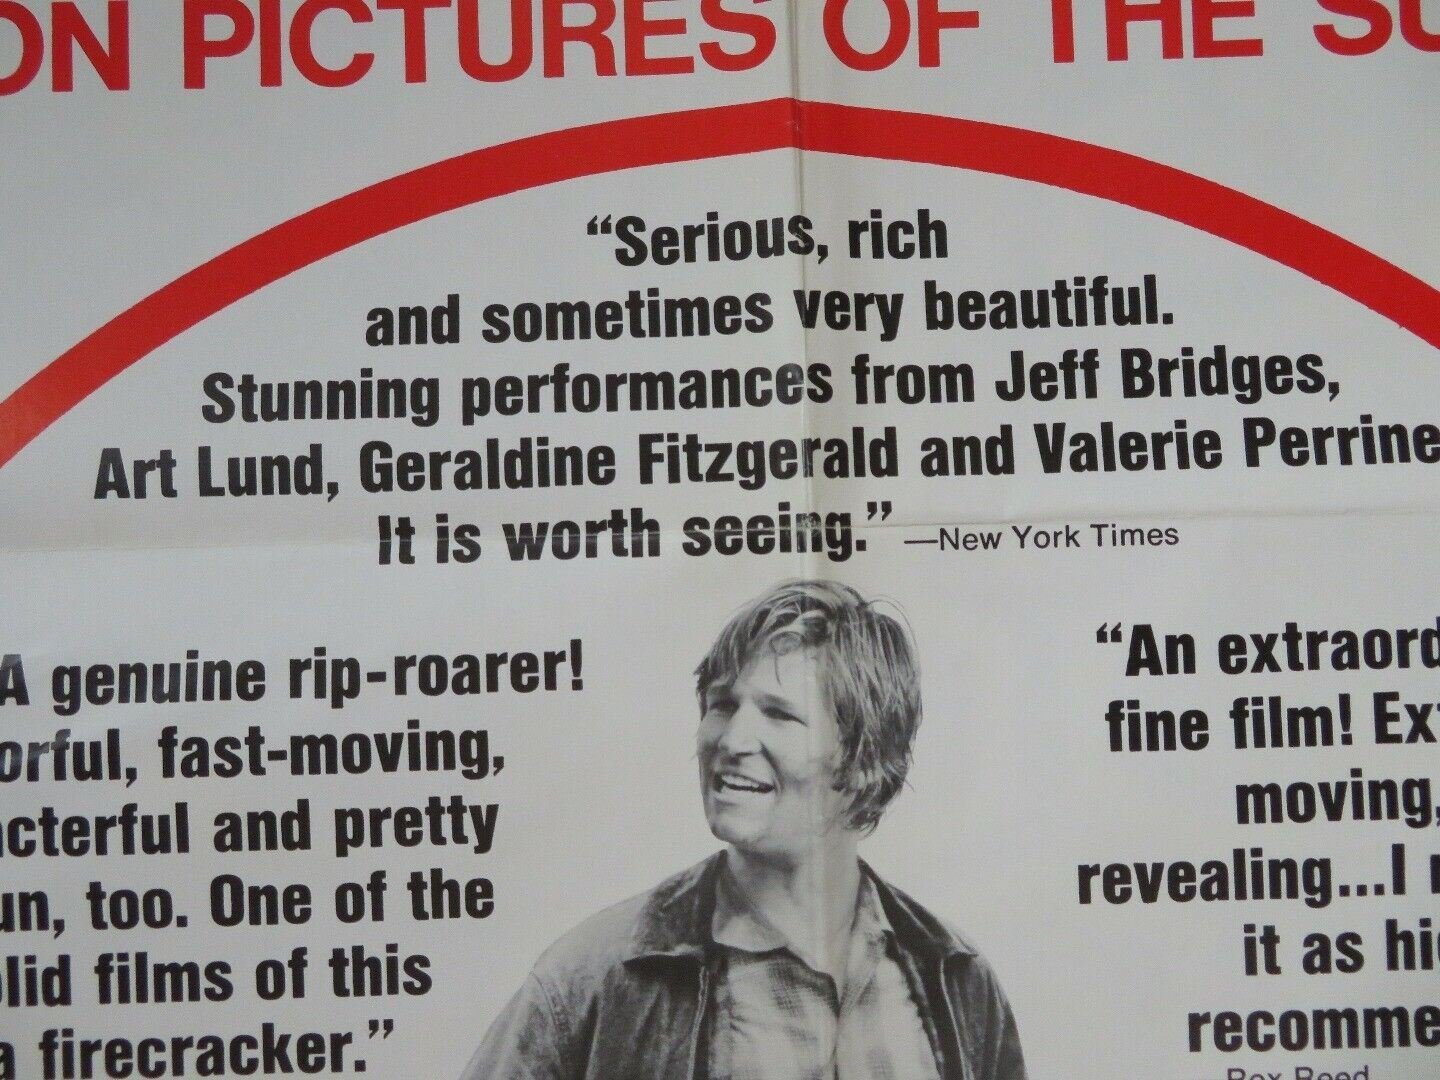 ON PICTURES OF THE SU
“Serious, rich
and sometimes very beautiful.
Stunning performances from Jeff Bridges,
Art Lund, Geraldine Fitzgerald and Valerie Perrine
It is worth seeing.” —New York Times
A genuine rip-roarer!
orful, fast-moving,
acterful and pretty
un, too. One of the
olid films of this
a firecracker.”
“An extraord
fine film! Ex
moving,
revealing...I
it as hi
recomme
Rex Reed